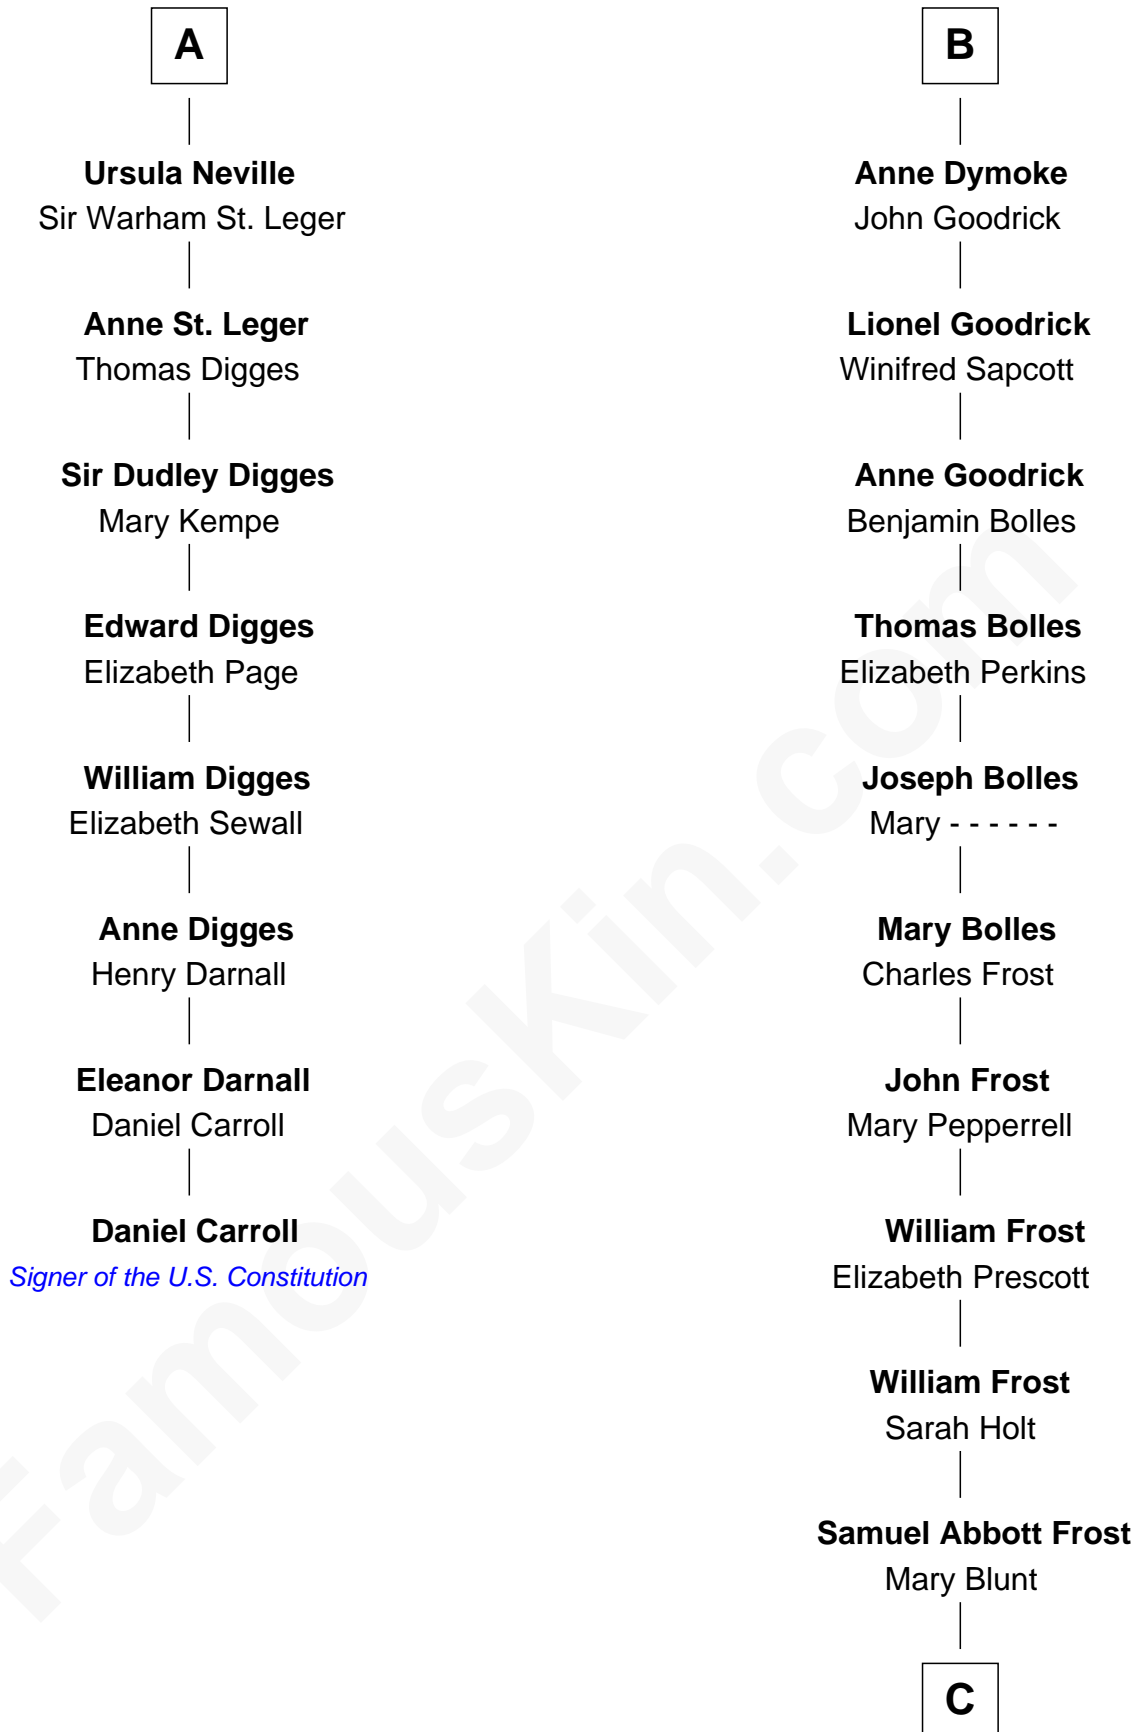 A
Ursula Neville
Sir Warham St. Leger
Anne St. Leger
Thomas Digges
Sir Dudley Digges
Mary Kempe
Edward Digges
Elizabeth Page
William Digges
Elizabeth Sewall
Anne Digges
Henry Darnall
Eleanor Darnall
Daniel Carroll
Daniel Carroll
Signer of the U.S. Constitution
B
Anne Dymoke
John Goodrick
Lionel Goodrick
Winifred Sapcott
Anne Goodrick
Benjamin Bolles
Thomas Bolles
Elizabeth Perkins
Joseph Bolles
Mary - - - - - -
Mary Bolles
Charles Frost
John Frost
Mary Pepperrell
William Frost
Elizabeth Prescott
William Frost
Sarah Holt
Samuel Abbott Frost
Mary Blunt
C
FamousKin.com